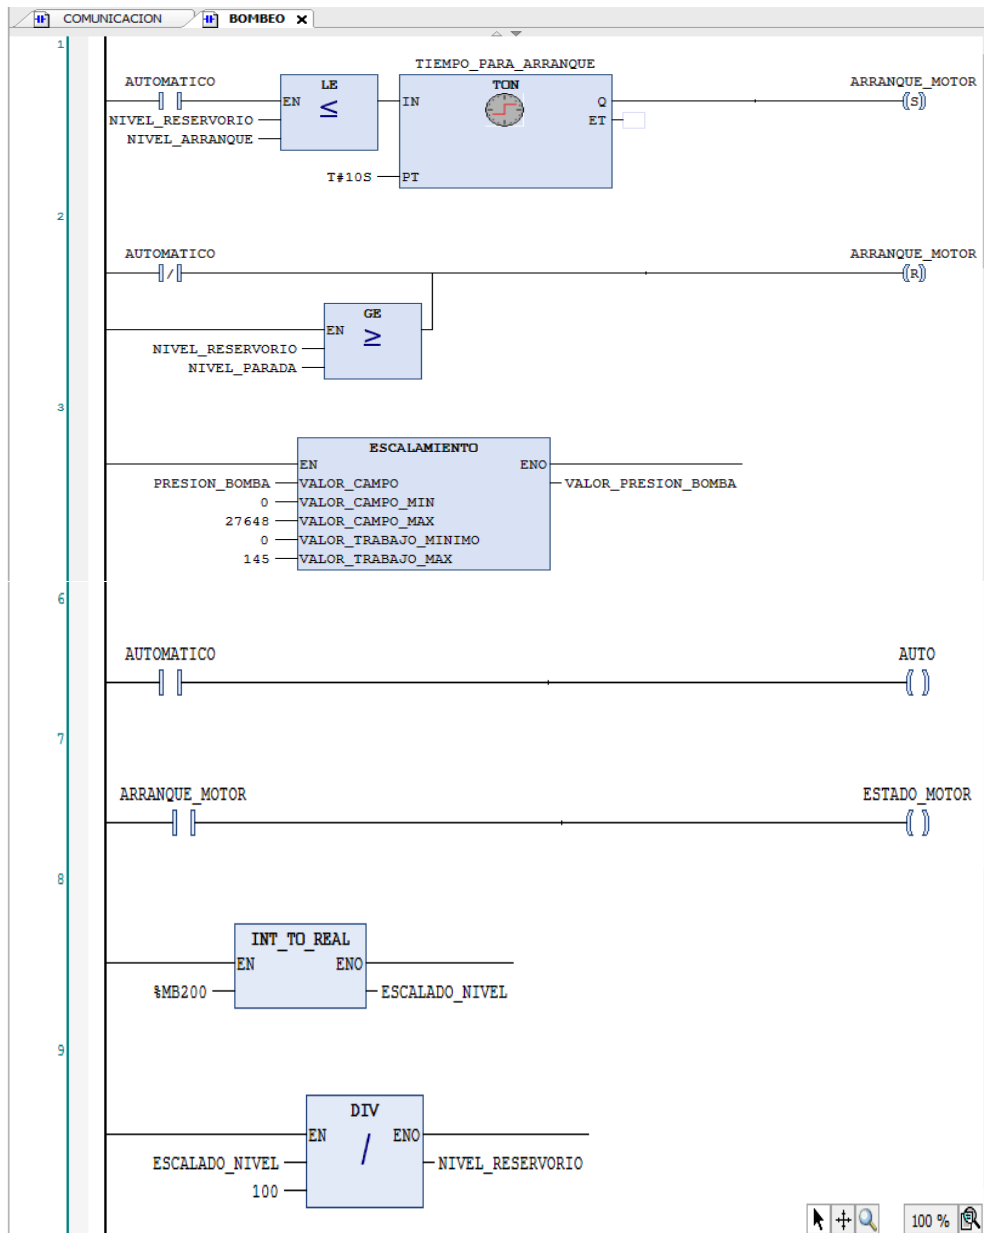 COMUNICACION BOMBEO
1
TIEMPO_PARA_ARRANQUE
AUTOMATICO LE TON ARRANQUE_MOTOR
EN ≤ IN Q S
NIVEL_RESERVORIO ET
NIVEL_ARRANQUE
T#10S PT
2
AUTOMATICO ARRANQUE_MOTOR
/ R
GE
EN ≥
NIVEL_RESERVORIO
NIVEL_PARADA
3
ESCALAMIENTO
EN ENO
PRESION_BOMBA VALOR_CAMPO VALOR_PRESION_BOMBA
0 VALOR_CAMPO_MIN
27648 VALOR_CAMPO_MAX
0 VALOR_TRABAJO_MINIMO
145 VALOR_TRABAJO_MAX
6
AUTOMATICO AUTO
7
ARRANQUE_MOTOR ESTADO_MOTOR
8
INT_TO_REAL
EN ENO
%MB200 ESCALADO_NIVEL
9
DIV
EN / ENO
ESCALADO_NIVEL NIVEL_RESERVORIO
100
100 %